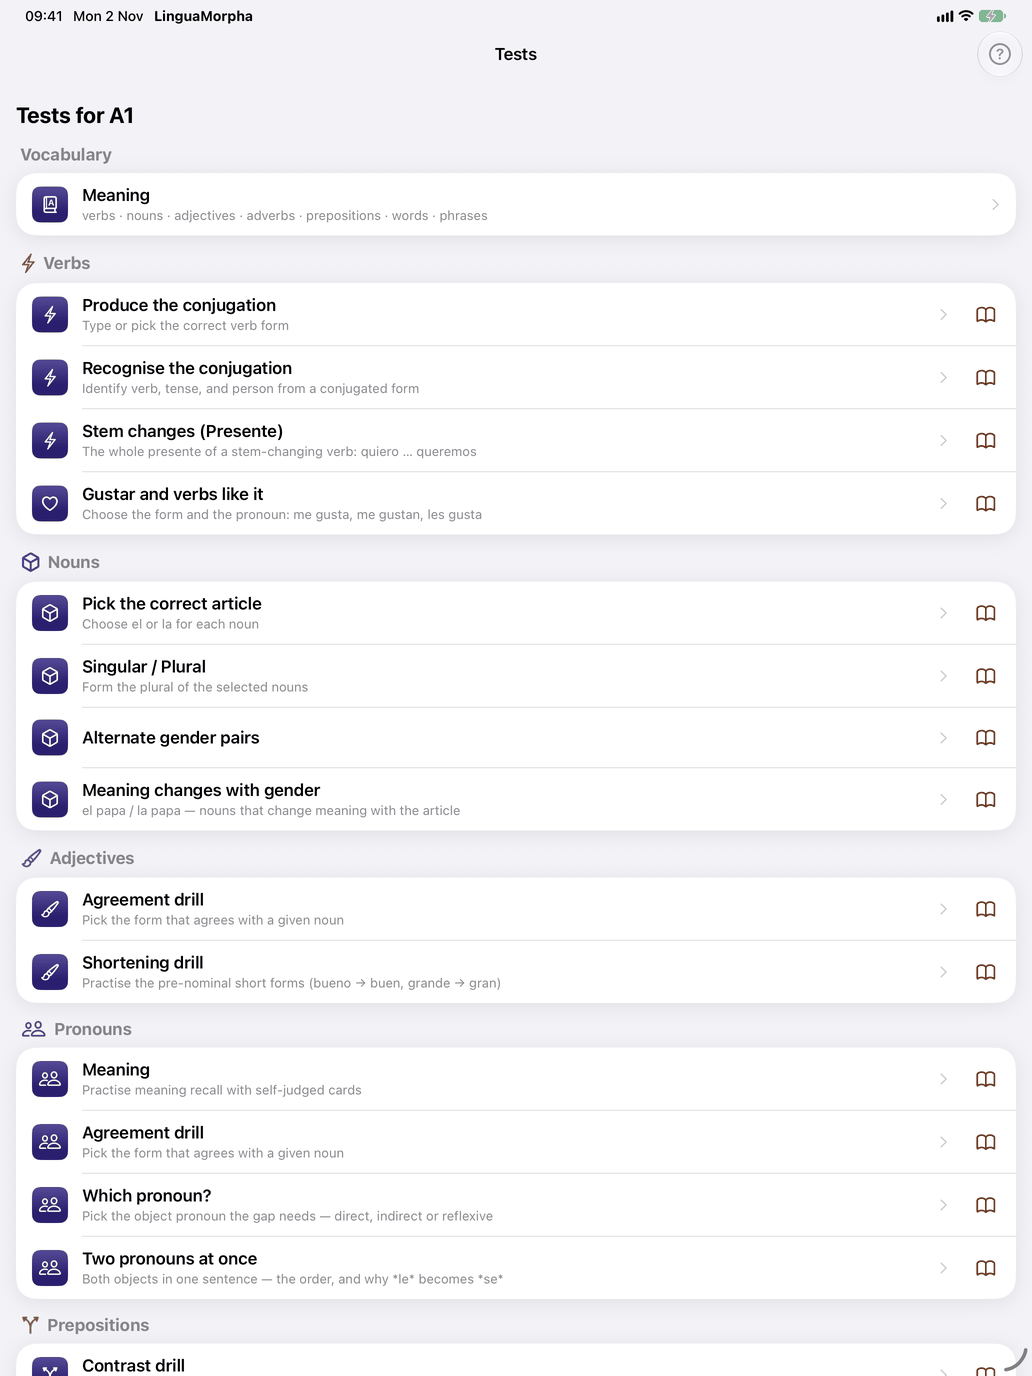 09:41 Mon 2 Nov LinguaMorpha
Tests
Tests for A1
Vocabulary
Meaning
verbs · nouns · adjectives · adverbs · prepositions · words · phrases
Verbs
Produce the conjugation
Type or pick the correct verb form
Recognise the conjugation
Identify verb, tense, and person from a conjugated form
Stem changes (Presente)
The whole presente of a stem-changing verb: quiero … queremos
Gustar and verbs like it
Choose the form and the pronoun: me gusta, me gustan, les gusta
Nouns
Pick the correct article
Choose el or la for each noun
Singular / Plural
Form the plural of the selected nouns
Alternate gender pairs
Meaning changes with gender
el papa / la papa — nouns that change meaning with the article
Adjectives
Agreement drill
Pick the form that agrees with a given noun
Shortening drill
Practise the pre-nominal short forms (bueno → buen, grande → gran)
Pronouns
Meaning
Practise meaning recall with self-judged cards
Agreement drill
Pick the form that agrees with a given noun
Which pronoun?
Pick the object pronoun the gap needs — direct, indirect or reflexive
Two pronouns at once
Both objects in one sentence — the order, and why *le* becomes *se*
Prepositions
Contrast drill